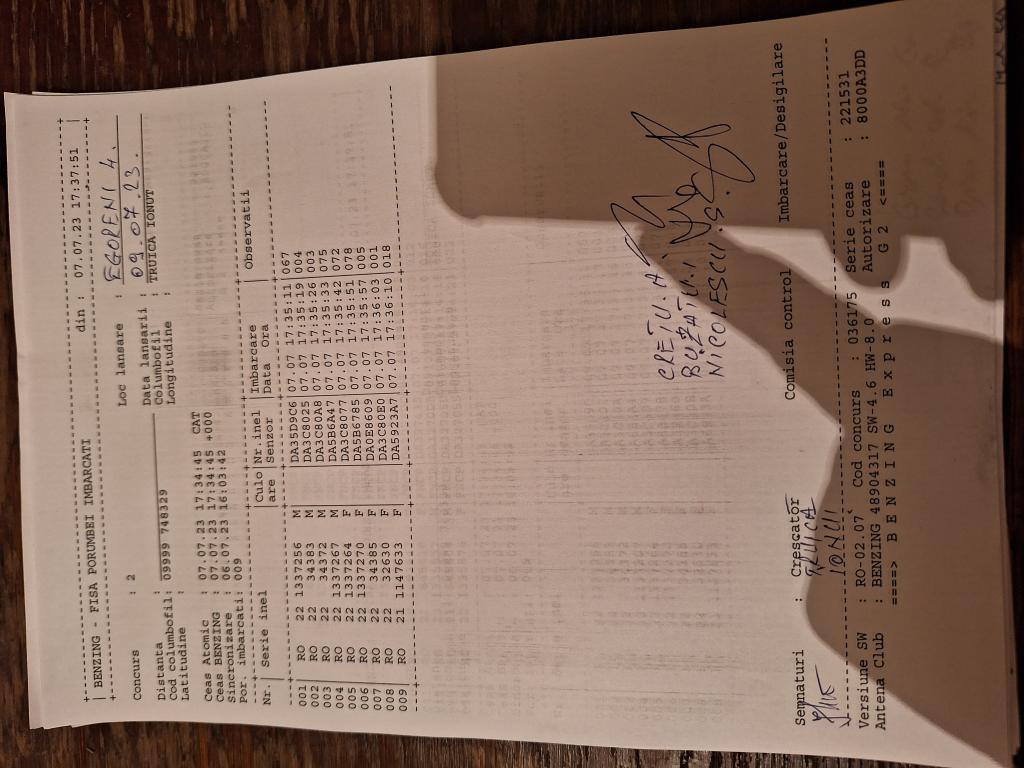 BENZING - FISA PORUMBEI IMBARCATI din : 07.07.23 17:37:51
Concurs : 2 Loc lansare : EGORENI 4.
Data lansarii : 09.07.23.
Distanta : Columbofil : TRUICA IONUT
Cod columbofil: 09999 748329 Longitudine :
Latitudine :
Ceas Atomic : 07.07.23 17:34:45 CAT
Ceas BENZING : 07.07.23 17:34:45 +000
Sincronizare : 06.07.23 16:03:42
Por. imbarcati: 009
Nr. Serie inel Culo Nr.inel Imbarcare Observatii
are Senzor Data Ora
001 RO 22 1337256 M DA35D9C6 07.07 17:35:11 067
002 RO 22 34383 M DA3C8025 07.07 17:35:19 004
003 RO 22 34372 M DA3C80A8 07.07 17:35:26 003
004 RO 22 1337267 M DA5B6A47 07.07 17:35:33 035
005 RO 22 1337264 F DA3C8077 07.07 17:35:42 072
006 RO 22 1337270 F DA5B6785 07.07 17:35:51 078
007 RO 22 34385 F DA0E8609 07.07 17:35:57 005
008 RO 22 32630 F DA3C80E0 07.07 17:36:03 001
009 RO 21 1147633 F DA5923A7 07.07 17:36:10 018
CRETU. A
BUZATU. I
NICOLESCU. S.
Semnaturi : Crescator Comisia control Imbarcare/Desigilare
TRUICA
IONUT
Versiune SW : RO-02.07 Cod concurs : 036175 Serie ceas : 221531
Antena Club : BENZING 48904317 SW-4.6 HW-8.0 Autorizare : 8000A3DD
====> B E N Z I N G E x p r e s s G 2 <====